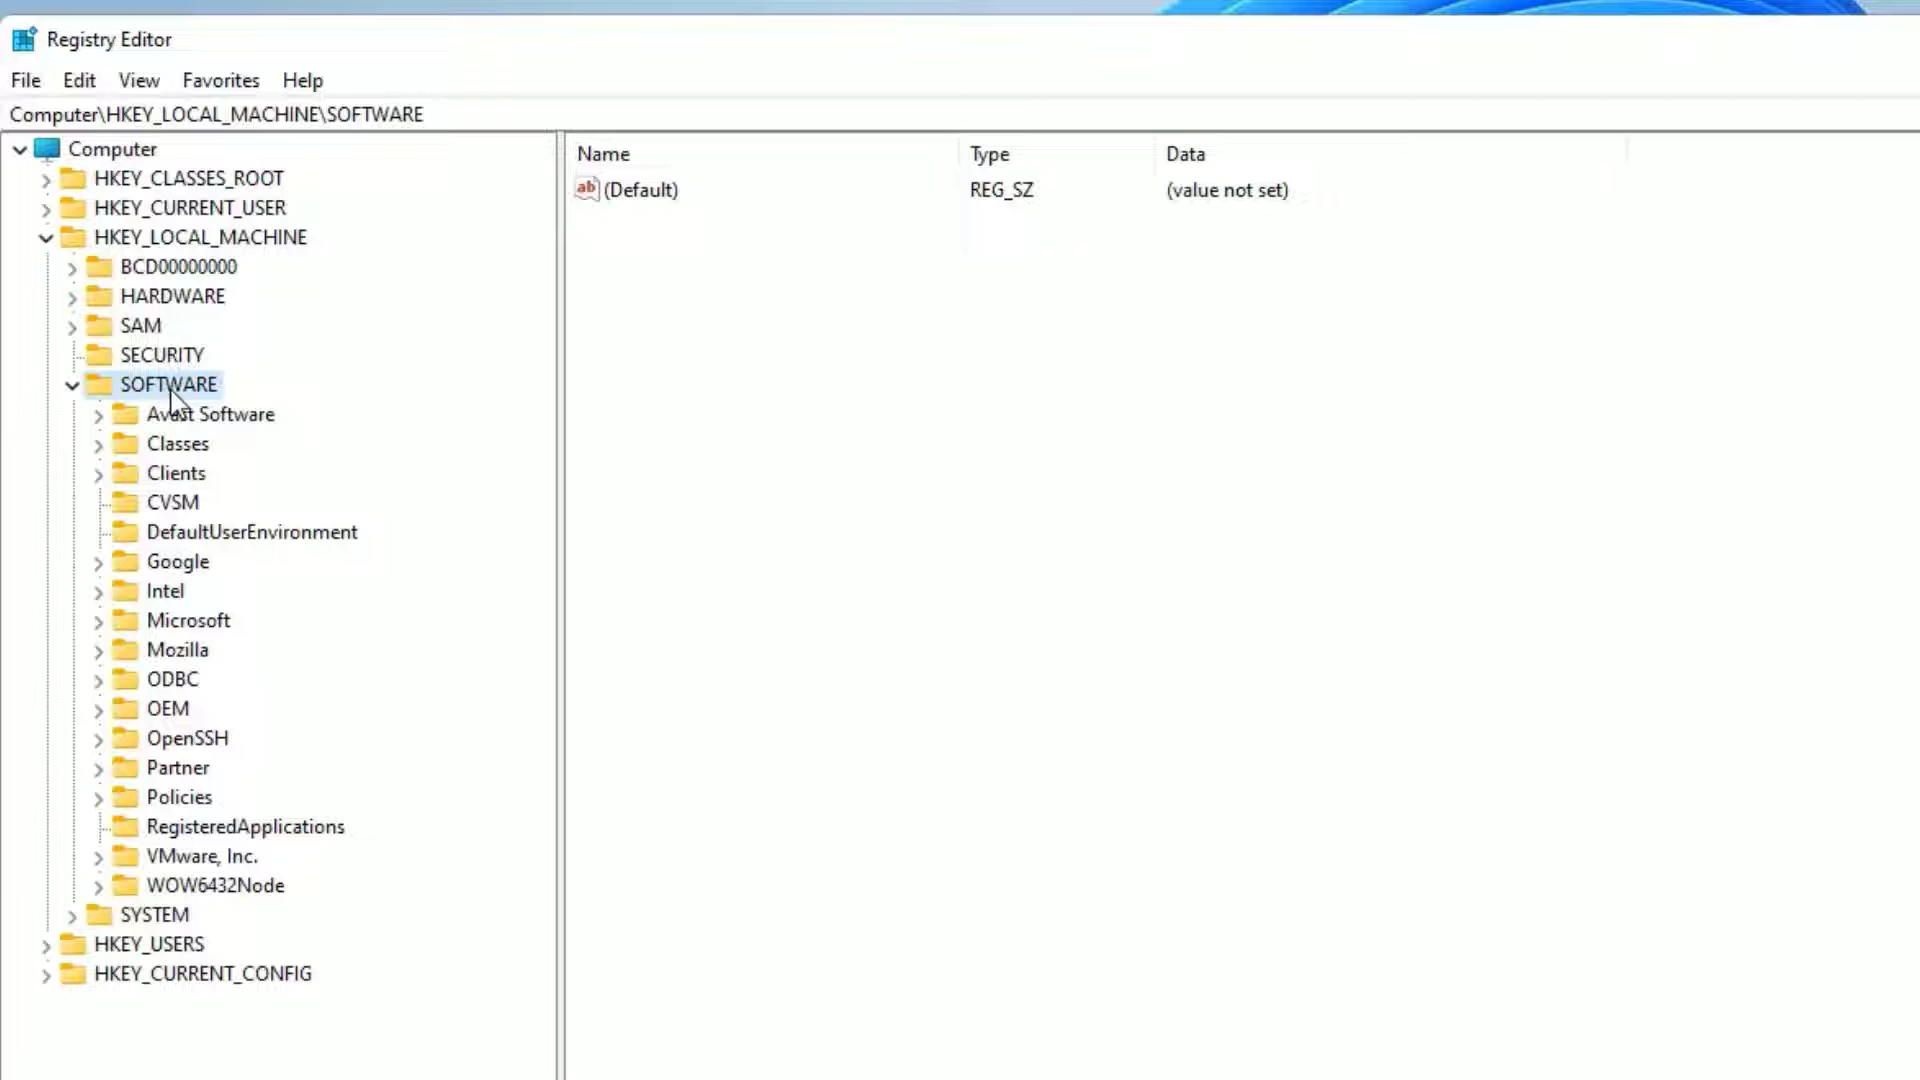 Registry Editor
File Edit View Favorites Help
Computer\HKEY_LOCAL_MACHINE\SOFTWARE
Computer
HKEY_CLASSES_ROOT
HKEY_CURRENT_USER
HKEY_LOCAL_MACHINE
BCD00000000
HARDWARE
SAM
SECURITY
SOFTWARE
Avast Software
Classes
Clients
CVSM
DefaultUserEnvironment
Google
Intel
Microsoft
Mozilla
ODBC
OEM
OpenSSH
Partner
Policies
RegisteredApplications
VMware, Inc.
WOW6432Node
SYSTEM
HKEY_USERS
HKEY_CURRENT_CONFIG
Name Type Data
ab (Default) REG_SZ (value not set)